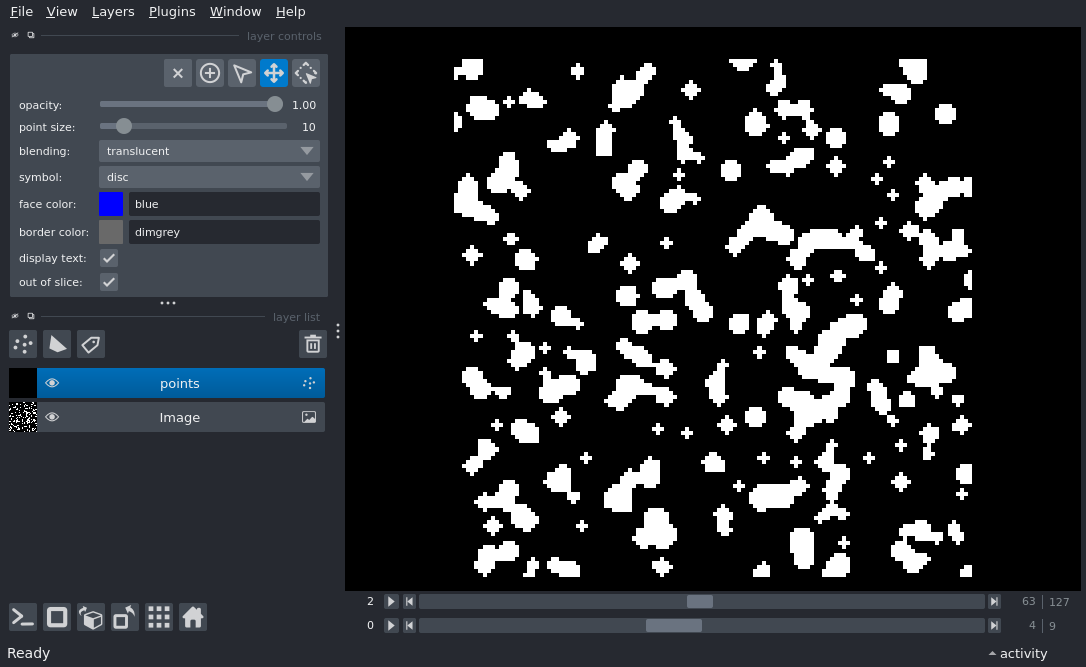 File View Layers Plugins Window Help
layer controls
opacity: 1.00
point size: 10
blending: translucent
symbol: disc
face color: blue
border color: dimgrey
display text:
out of slice:
layer list
points
Image
2 63 127
0 4 9
Ready activity